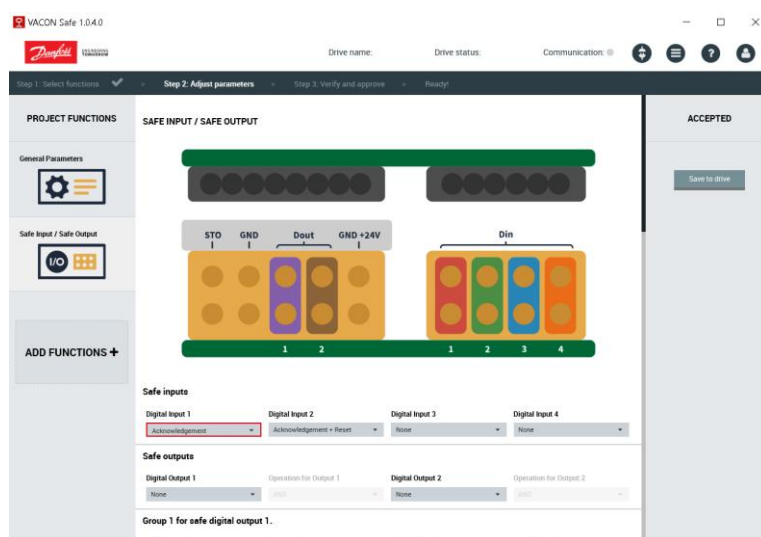 VACON Safe 1.0.4.0
Danfoss ENGINEERING TOMORROW Drive name: Drive status: Communication:
Step 1: Select functions Step 2: Adjust parameters Step 3: Verify and approve Ready!
PROJECT FUNCTIONS SAFE INPUT / SAFE OUTPUT ACCEPTED
General Parameters
Save to drive
Safe Input / Safe Output
STO GND Dout GND +24V Din
I/O
ADD FUNCTIONS +
1 2 1 2 3 4
Safe inputs
Digital Input 1 Digital Input 2 Digital Input 3 Digital Input 4
Acknowledgement Acknowledgement + Reset None None
Safe outputs
Digital Output 1 Operation for Output 1 Digital Output 2 Operation for Output 2
None AND None AND
Group 1 for safe digital output 1.